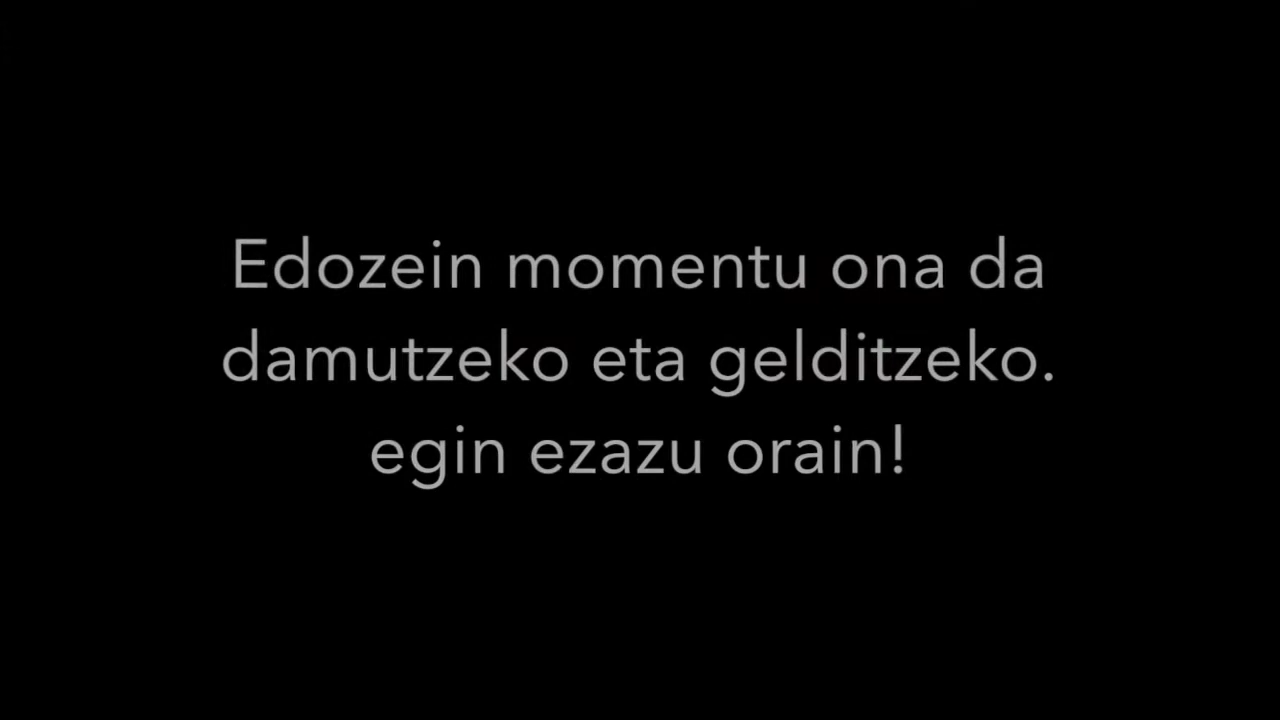 Edozein momentu ona da
damutzeko eta gelditzeko.
egin ezazu orain!